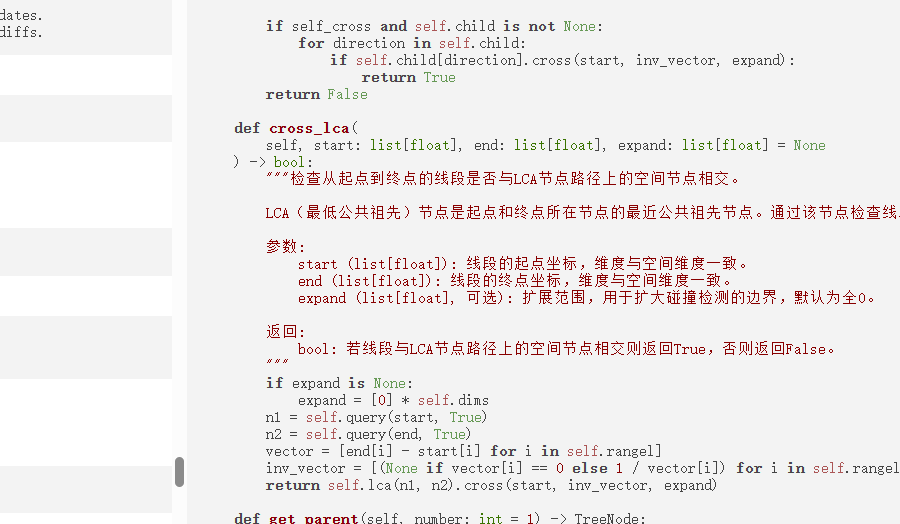 dates.
diffs.
if self_cross and self.child is not None:
for direction in self.child:
if self.child[direction].cross(start, inv_vector, expand):
return True
return False
def cross_lca(
self, start: list[float], end: list[float], expand: list[float] = None
) -> bool:
"""检查从起点到终点的线段是否与LCA节点路径上的空间节点相交。
LCA（最低公共祖先）节点是起点和终点所在节点的最近公共祖先节点。通过该节点检查线
参数:
start (list[float]): 线段的起点坐标，维度与空间维度一致。
end (list[float]): 线段的终点坐标，维度与空间维度一致。
expand (list[float], 可选): 扩展范围，用于扩大碰撞检测的边界，默认为全0。
返回:
bool: 若线段与LCA节点路径上的空间节点相交则返回True，否则返回False。
"""
if expand is None:
expand = [0] * self.dims
n1 = self.query(start, True)
n2 = self.query(end, True)
vector = [end[i] - start[i] for i in self.rangel]
inv_vector = [(None if vector[i] == 0 else 1 / vector[i]) for i in self.rangel
return self.lca(n1, n2).cross(start, inv_vector, expand)
def get_parent(self, number: int = 1) -> TreeNode: